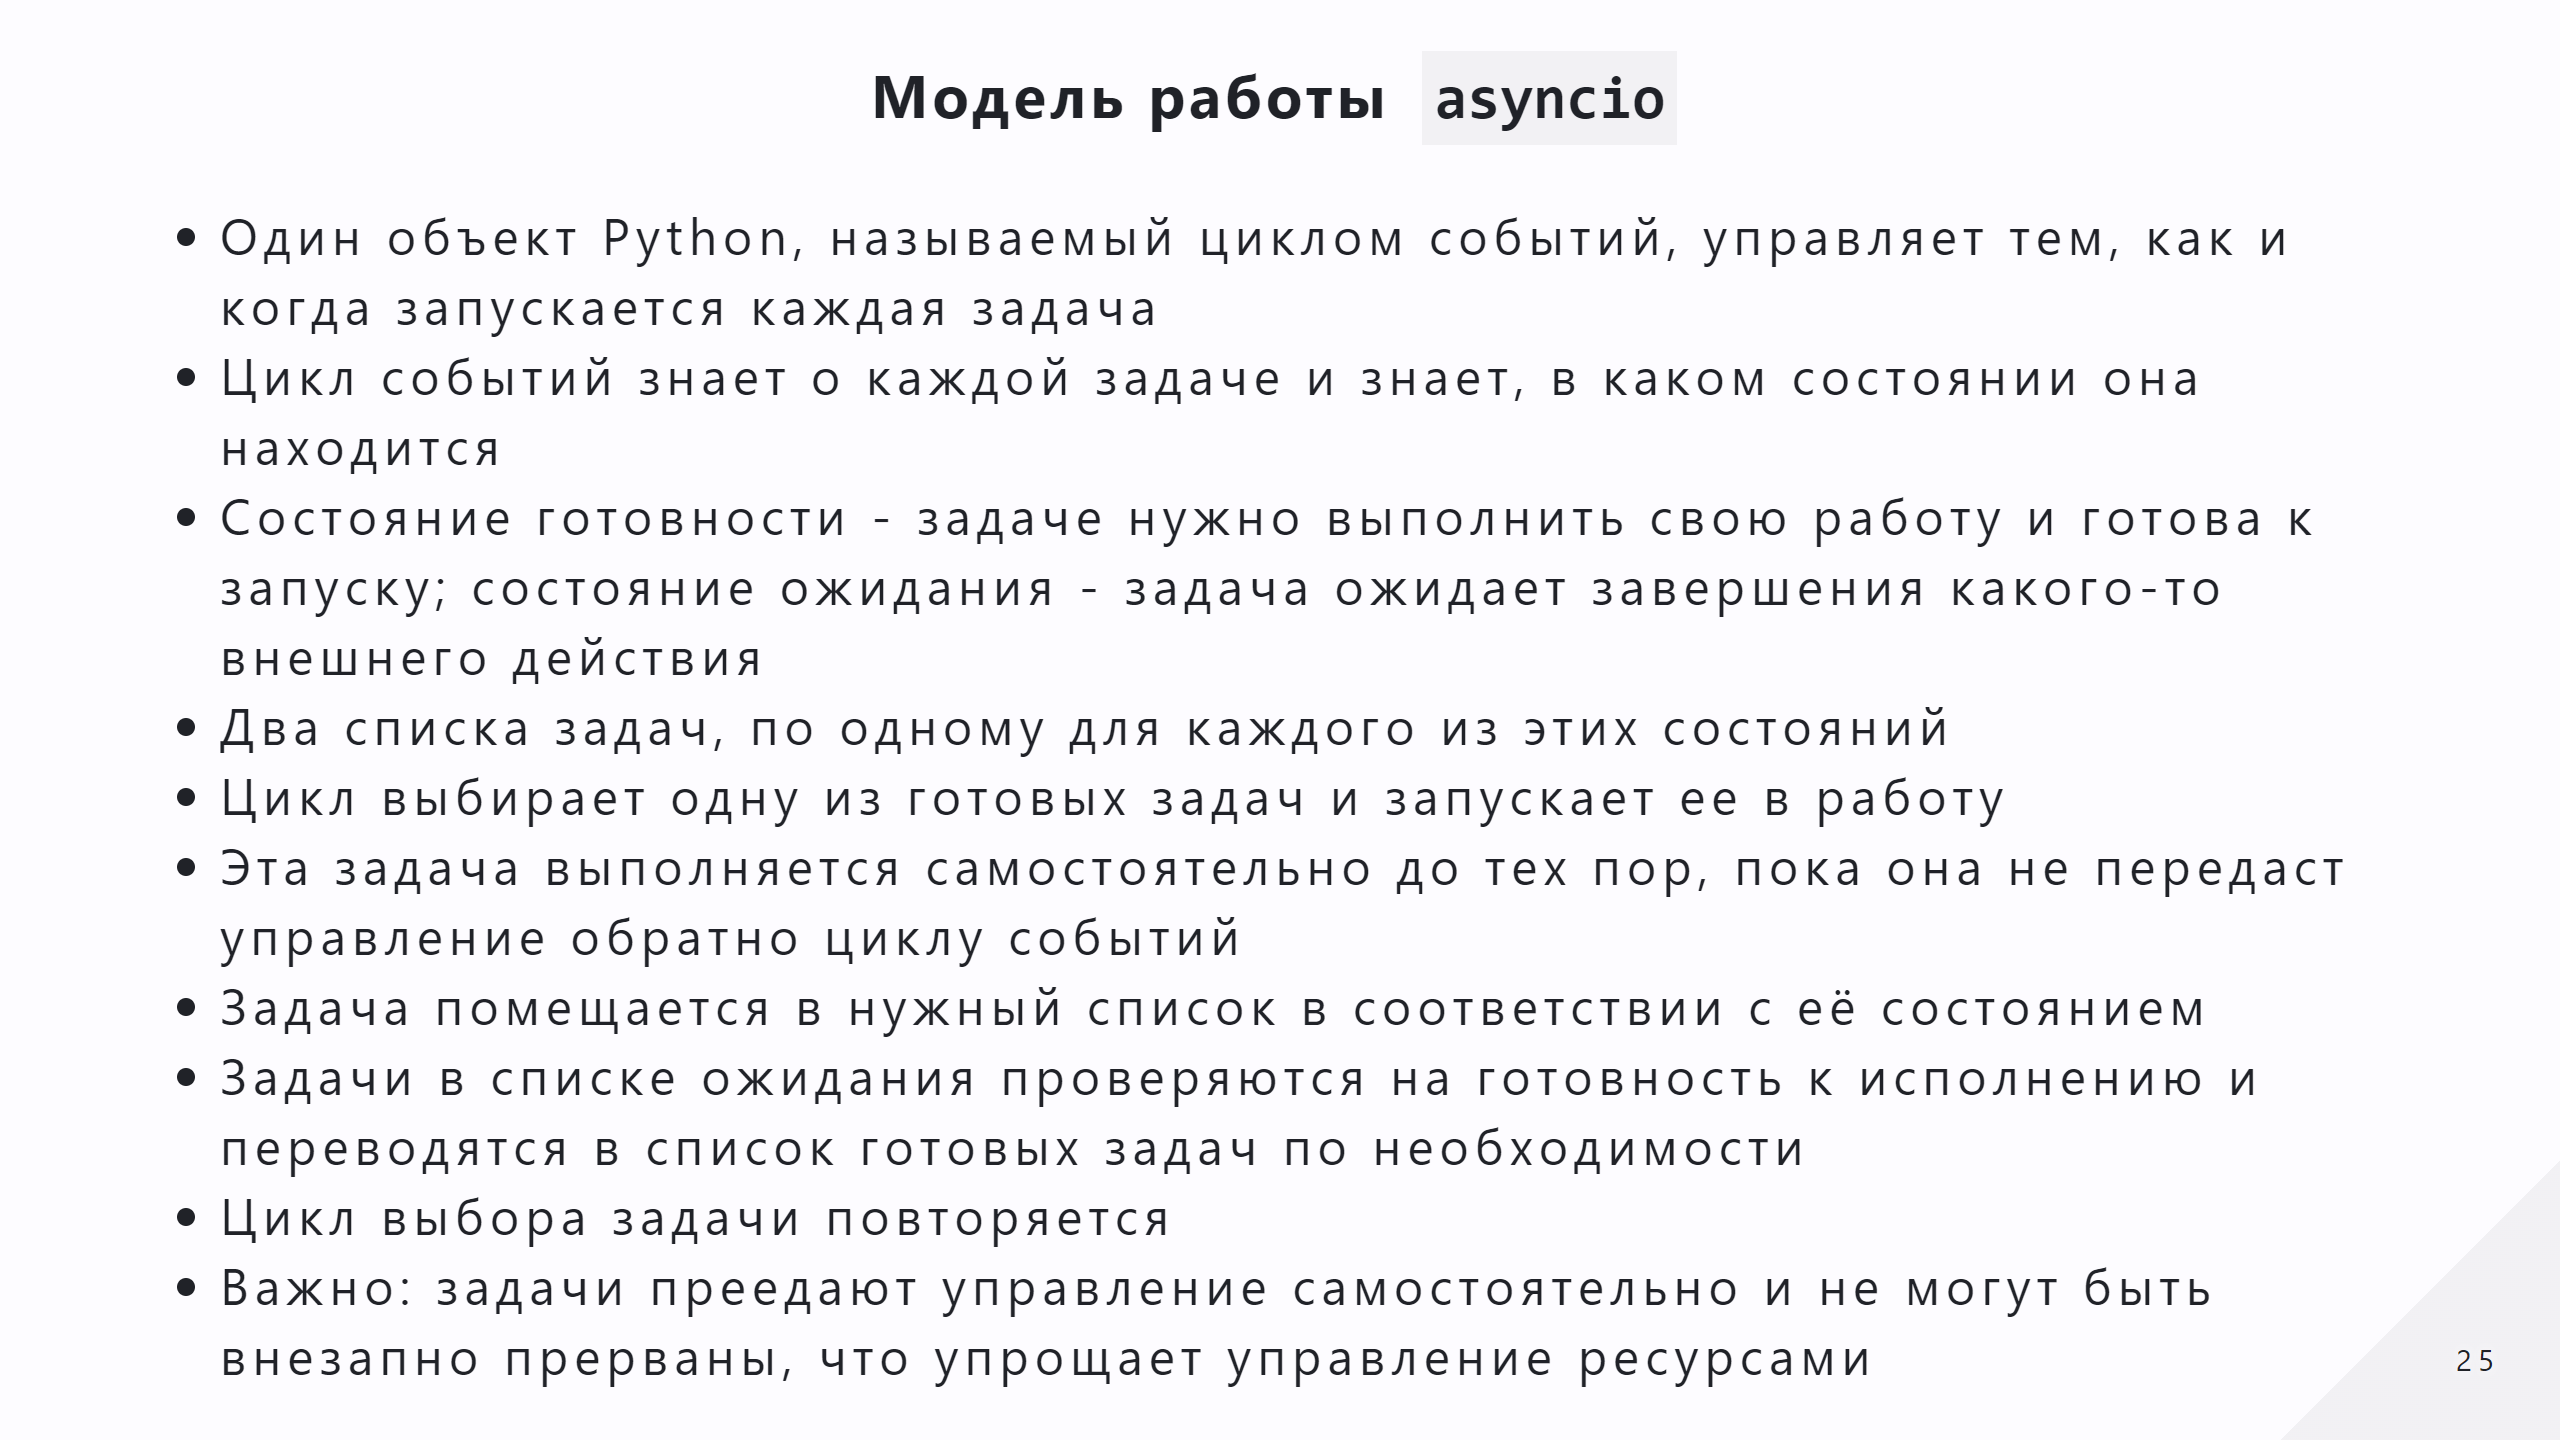 Модель работы asyncio
• Один объект Python, называемый циклом событий, управляет тем, как и
когда запускается каждая задача
• Цикл событий знает о каждой задаче и знает, в каком состоянии она
находится
• Состояние готовности - задаче нужно выполнить свою работу и готова к
запуску; состояние ожидания - задача ожидает завершения какого-то
внешнего действия
• Два списка задач, по одному для каждого из этих состояний
• Цикл выбирает одну из готовых задач и запускает ее в работу
• Эта задача выполняется самостоятельно до тех пор, пока она не передаст
управление обратно циклу событий
• Задача помещается в нужный список в соответствии с её состоянием
• Задачи в списке ожидания проверяются на готовность к исполнению и
переводятся в список готовых задач по необходимости
• Цикл выбора задачи повторяется
• Важно: задачи преедают управление самостоятельно и не могут быть
внезапно прерваны, что упрощает управление ресурсами
25